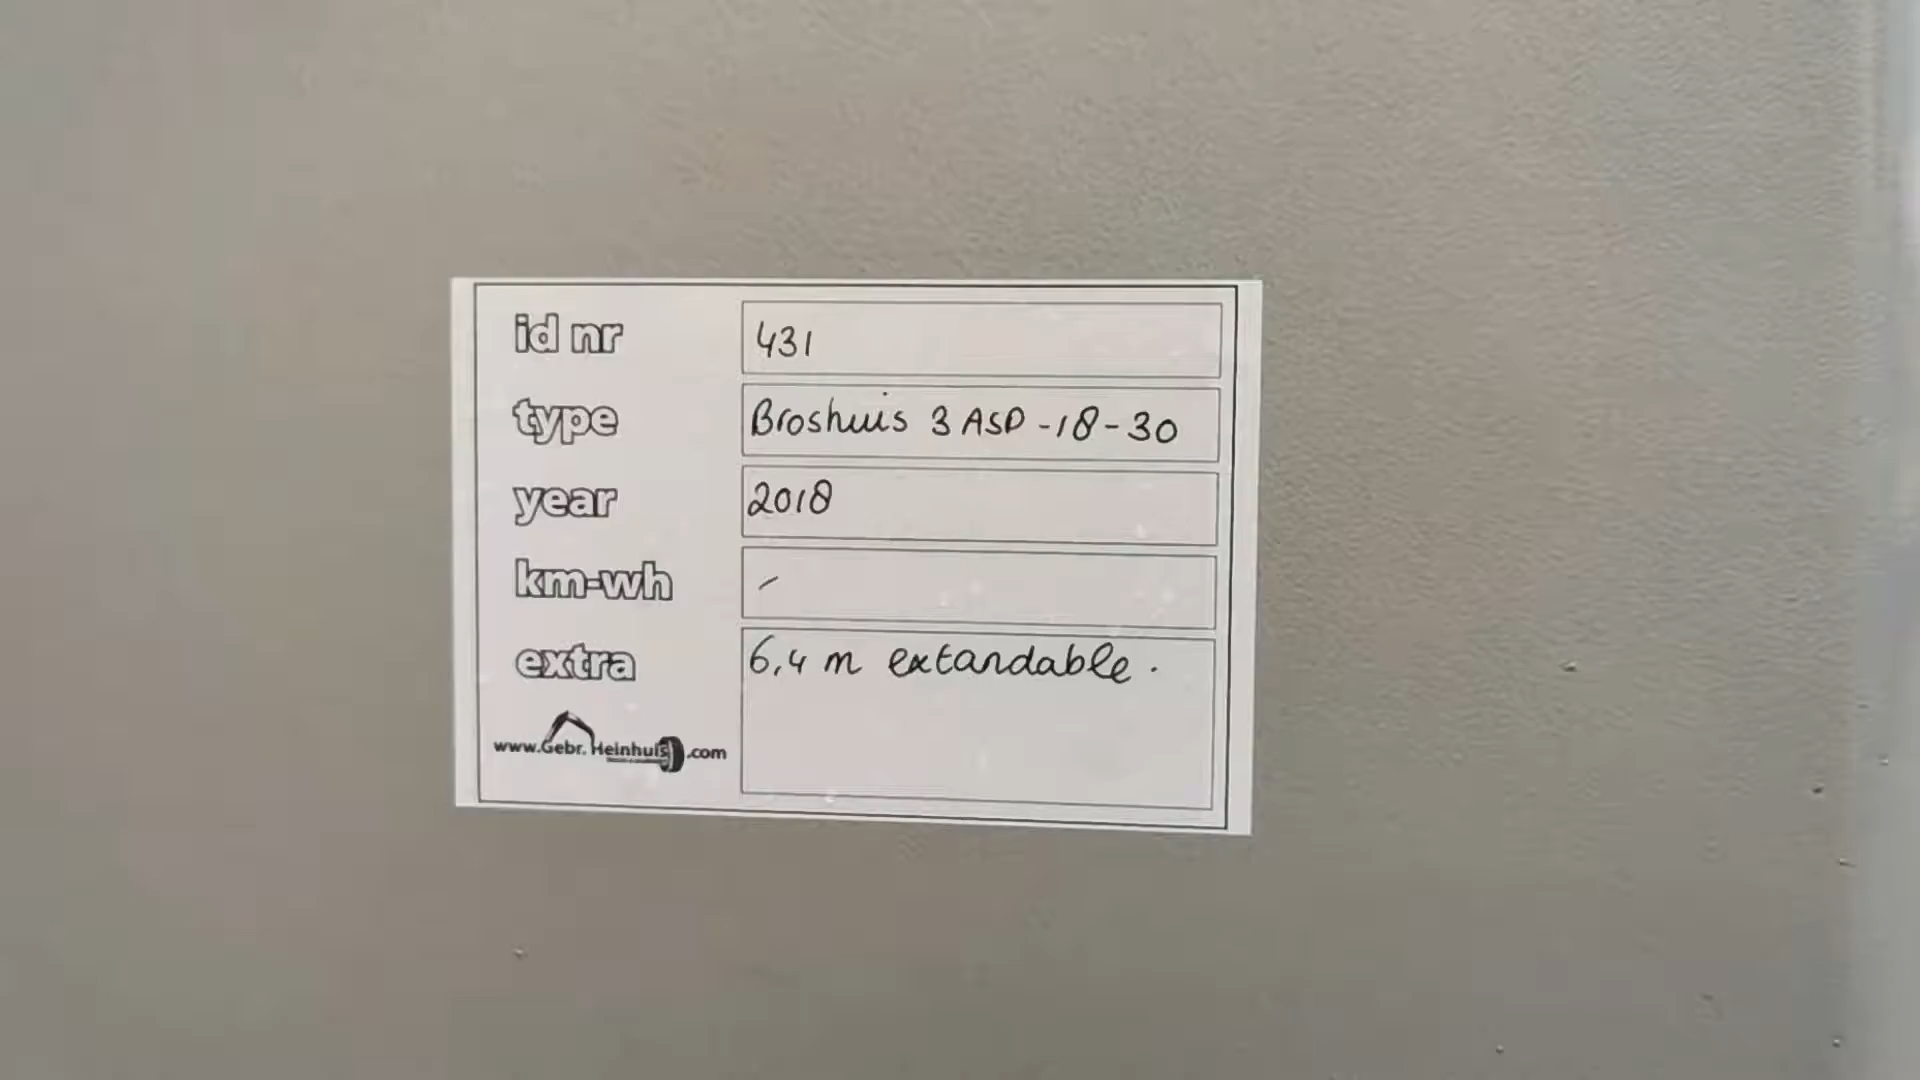 id nr 431
type Broshuis 3 ASD -18-30
year 2018
km-wh -
extra 6,4 m extandable.
www.Gebr.Heinhuis.com